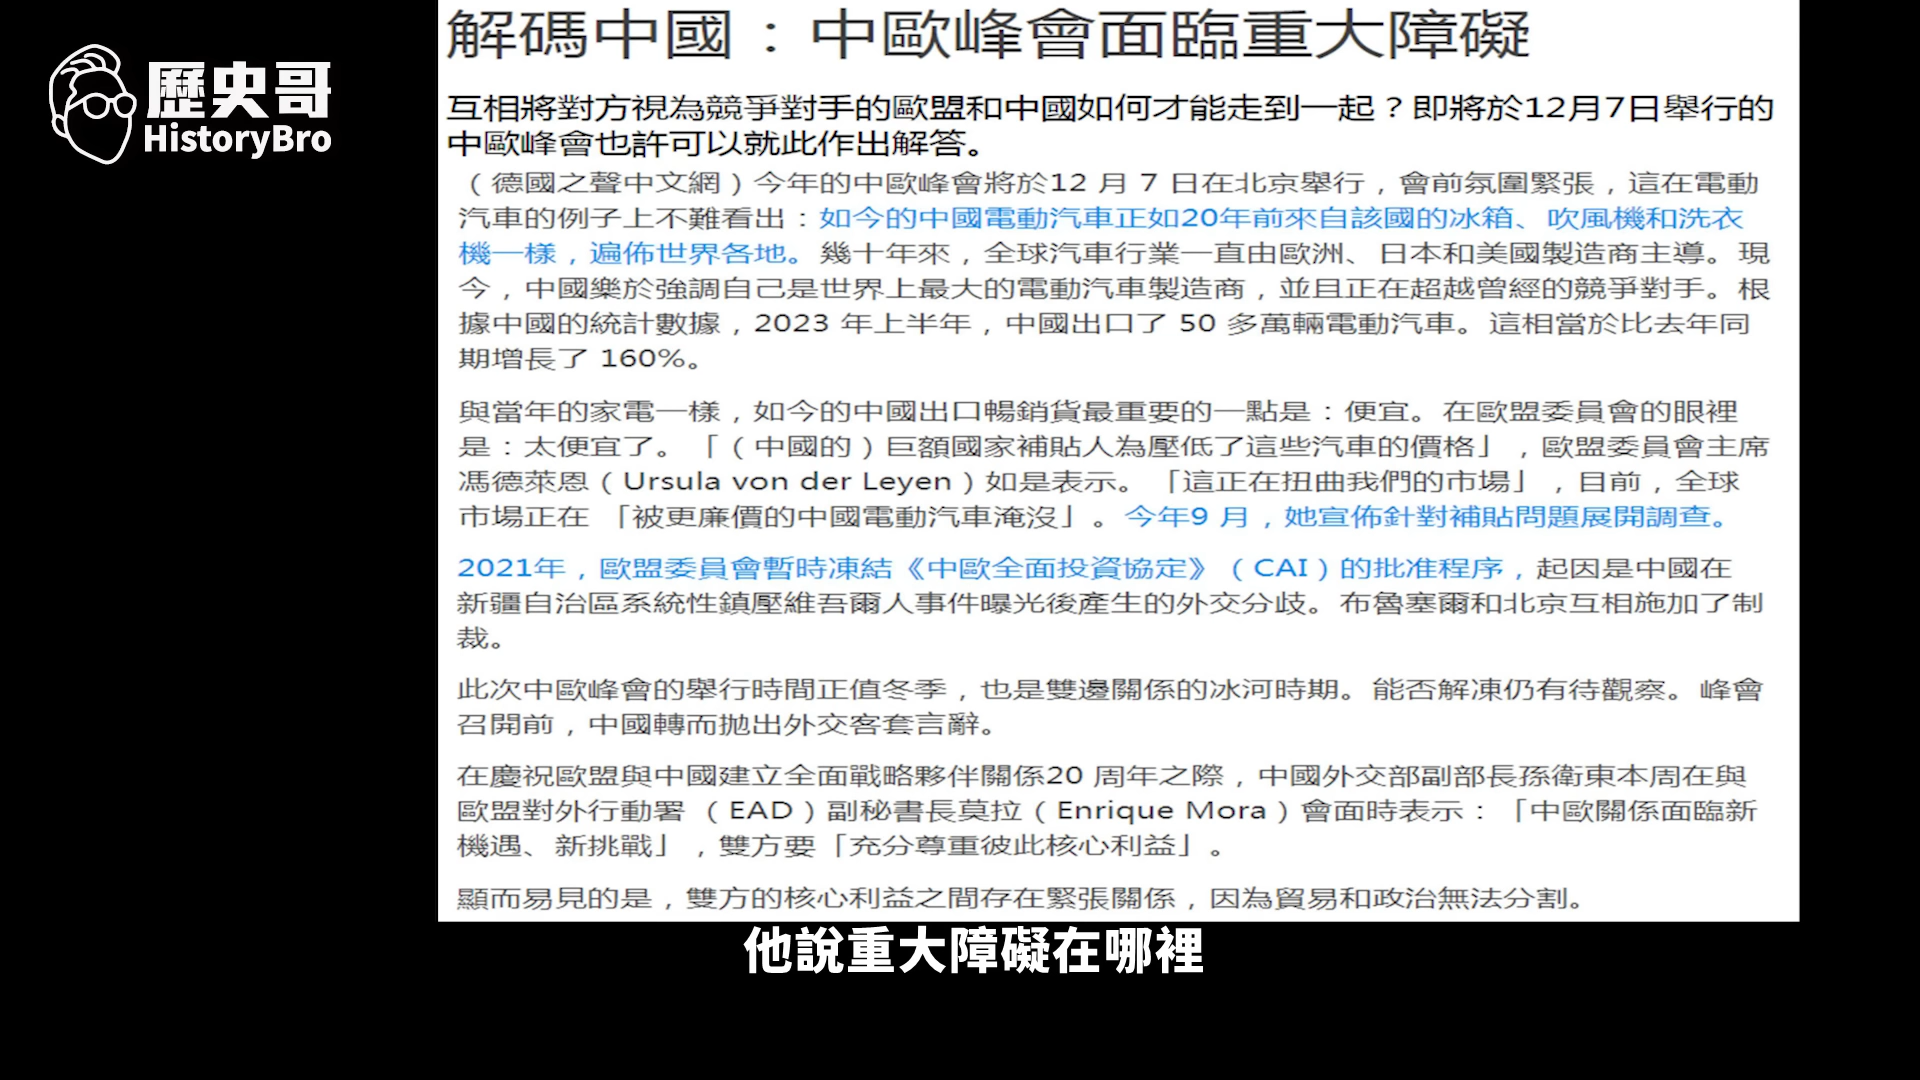 解碼中國：中歐峰會面臨重大障礙
歷史哥
HistoryBro
互相將對方視為競爭對手的歐盟和中國如何才能走到一起？即將於12月7日舉行的
中歐峰會也許可以就此作出解答。
（德國之聲中文網）今年的中歐峰會將於12 月 7 日在北京舉行，會前氛圍緊張，這在電動
汽車的例子上不難看出：如今的中國電動汽車正如20年前來自該國的冰箱、吹風機和洗衣
機一樣，遍佈世界各地。幾十年來，全球汽車行業一直由歐洲、日本和美國製造商主導。現
今，中國樂於強調自己是世界上最大的電動汽車製造商，並且正在超越曾經的競爭對手。根
據中國的統計數據，2023 年上半年，中國出口了 50 多萬輛電動汽車。這相當於比去年同
期增長了 160%。
與當年的家電一樣，如今的中國出口暢銷貨最重要的一點是：便宜。在歐盟委員會的眼裡
是：太便宜了。「（中國的）巨額國家補貼人為壓低了這些汽車的價格」，歐盟委員會主席
馮德萊恩（Ursula von der Leyen）如是表示。「這正在扭曲我們的市場」，目前，全球
市場正在 「被更廉價的中國電動汽車淹沒」。今年9 月，她宣佈針對補貼問題展開調查。
2021年，歐盟委員會暫時凍結《中歐全面投資協定》（CAI）的批准程序，起因是中國在
新疆自治區系統性鎮壓維吾爾人事件曝光後產生的外交分歧。布魯塞爾和北京互相施加了制
裁。
此次中歐峰會的舉行時間正值冬季，也是雙邊關係的冰河時期。能否解凍仍有待觀察。峰會
召開前，中國轉而拋出外交客套言辭。
在慶祝歐盟與中國建立全面戰略夥伴關係20 周年之際，中國外交部副部長孫衛東本周在與
歐盟對外行動署 （EAD）副秘書長莫拉（Enrique Mora）會面時表示：「中歐關係面臨新
機遇、新挑戰」，雙方要「充分尊重彼此核心利益」。
顯而易見的是，雙方的核心利益之間存在緊張關係，因為貿易和政治無法分割。
他說重大障礙在哪裡